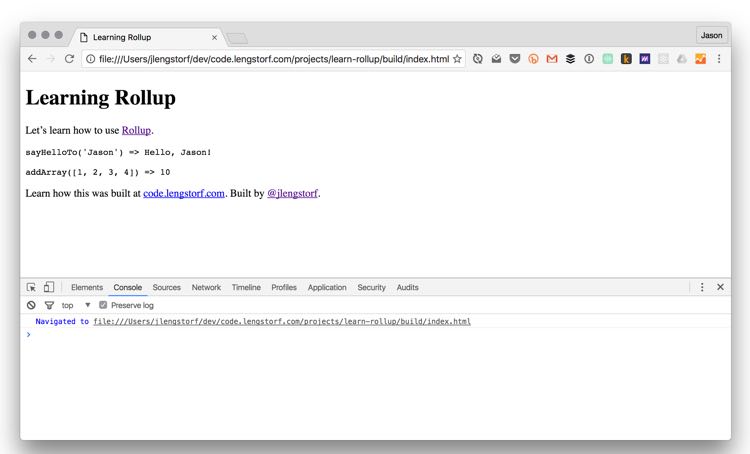 Learning Rollup
Jason
file:///Users/jlengstorf/dev/code.lengstorf.com/projects/learn-rollup/build/index.html
Learning Rollup
Let’s learn how to use Rollup.
sayHelloTo('Jason') => Hello, Jason!
addArray([1, 2, 3, 4]) => 10
Learn how this was built at code.lengstorf.com. Built by @jlengstorf.
Elements Console Sources Network Timeline Profiles Application Security Audits
top Preserve log
Navigated to file:///Users/jlengstorf/dev/code.lengstorf.com/projects/learn-rollup/build/index.html